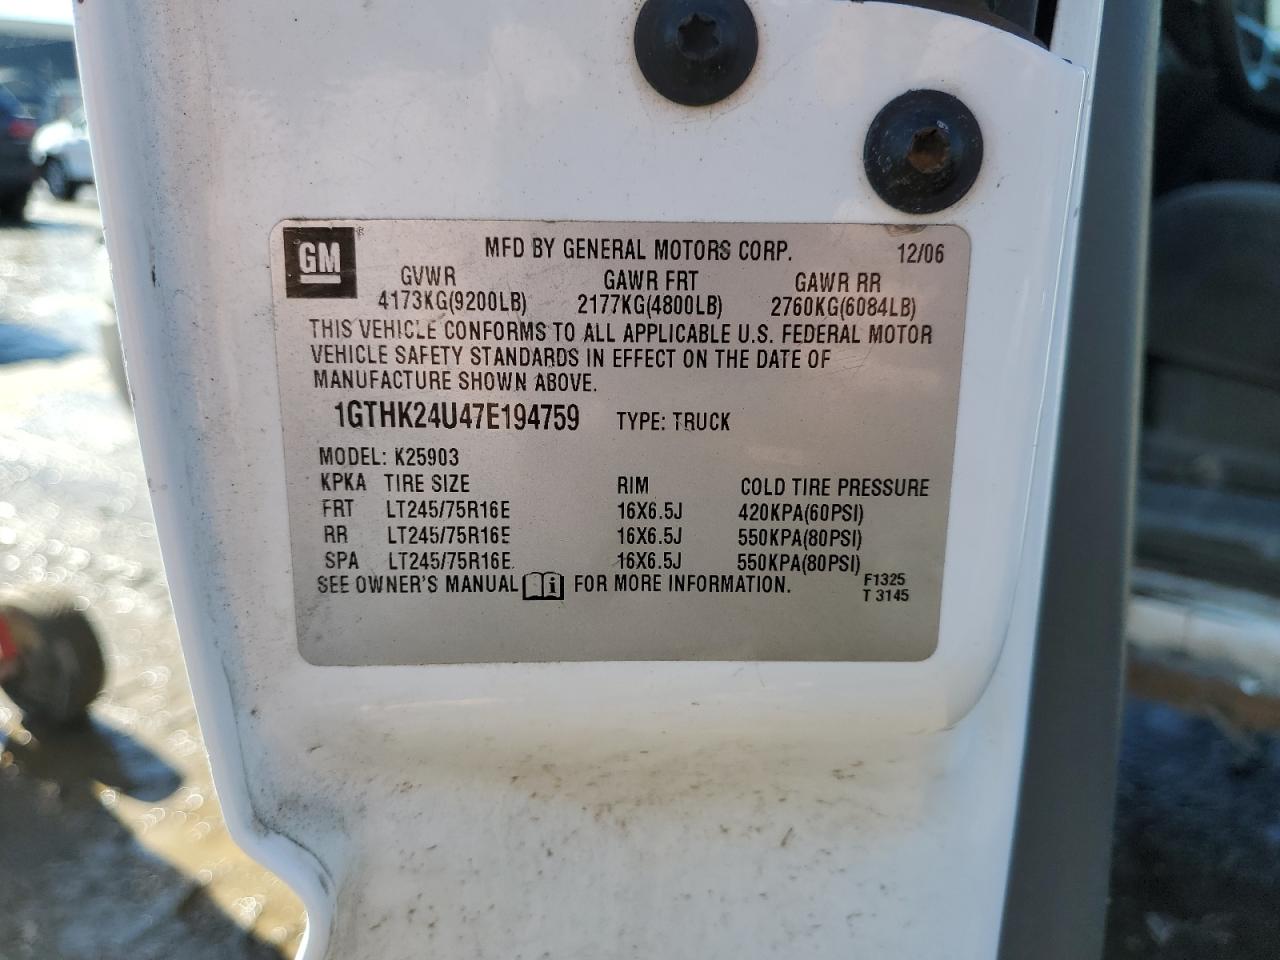 GM
MFD BY GENERAL MOTORS CORP. 12/06
GVWR GAWR FRT GAWR RR
4173KG(9200LB) 2177KG(4800LB) 2760KG(6084LB)
THIS VEHICLE CONFORMS TO ALL APPLICABLE U.S. FEDERAL MOTOR
VEHICLE SAFETY STANDARDS IN EFFECT ON THE DATE OF
MANUFACTURE SHOWN ABOVE.
1GTHK24U47E194759 TYPE: TRUCK
MODEL: K25903
KPKA TIRE SIZE RIM COLD TIRE PRESSURE
FRT LT245/75R16E 16X6.5J 420KPA(60PSI)
RR LT245/75R16E 16X6.5J 550KPA(80PSI)
SPA LT245/75R16E 16X6.5J 550KPA(80PSI)
SEE OWNER'S MANUAL i FOR MORE INFORMATION. F1325
T 3145